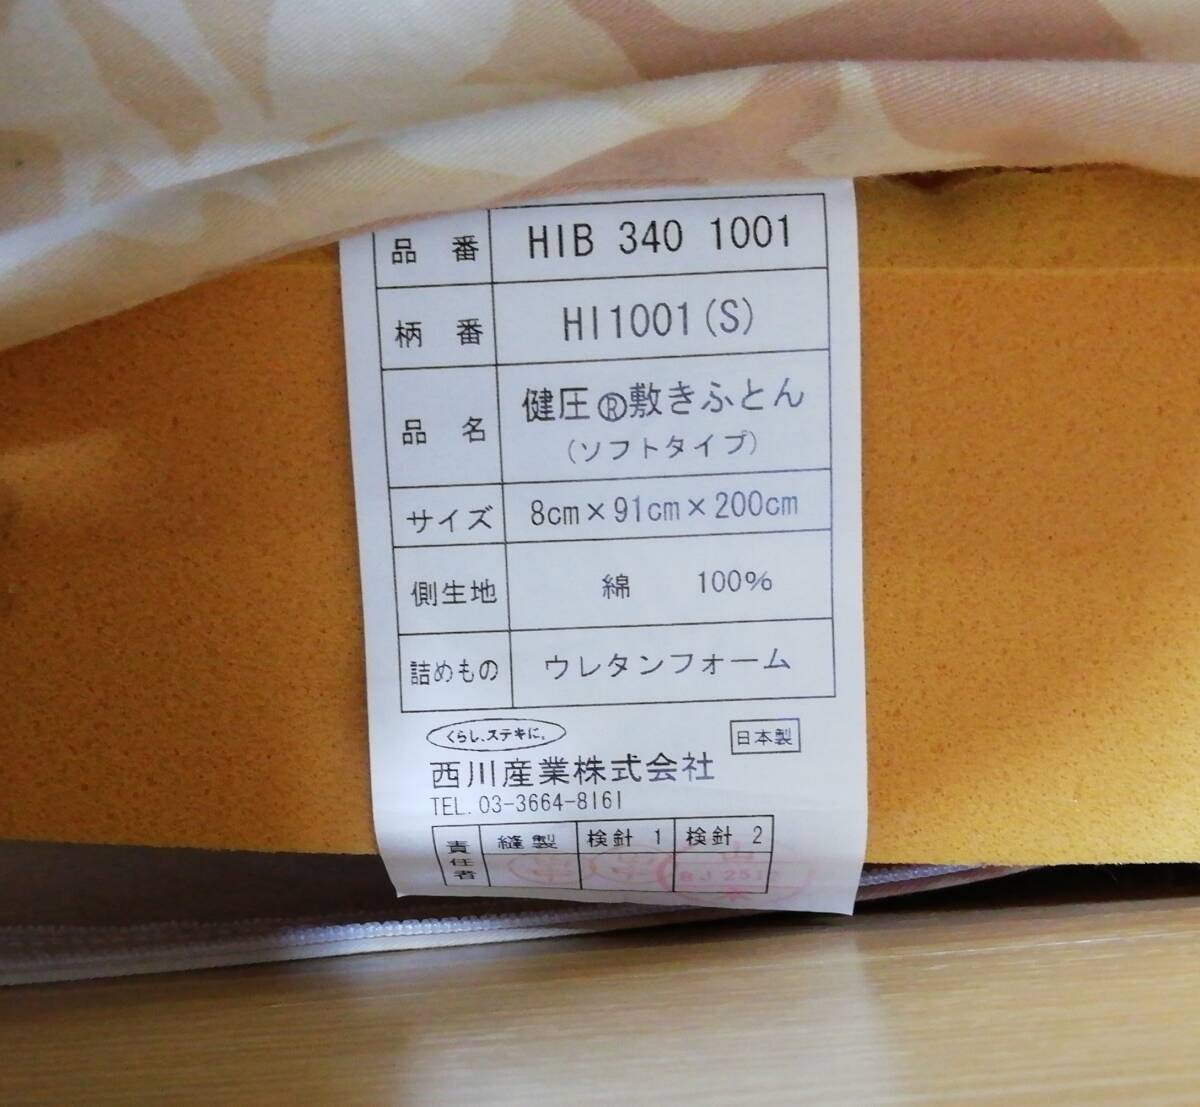 品番 HIB 340 1001
柄番 HI1001(S)
品名 健圧®敷きふとん
(ソフトタイプ)
サイズ 8cm×91cm×200cm
側生地 綿 100%
詰めもの ウレタンフォーム
くらし、ステキに。
日本製
西川産業株式会社
TEL. 03-3664-8161
責任者 縫製 検針 1 検針 2